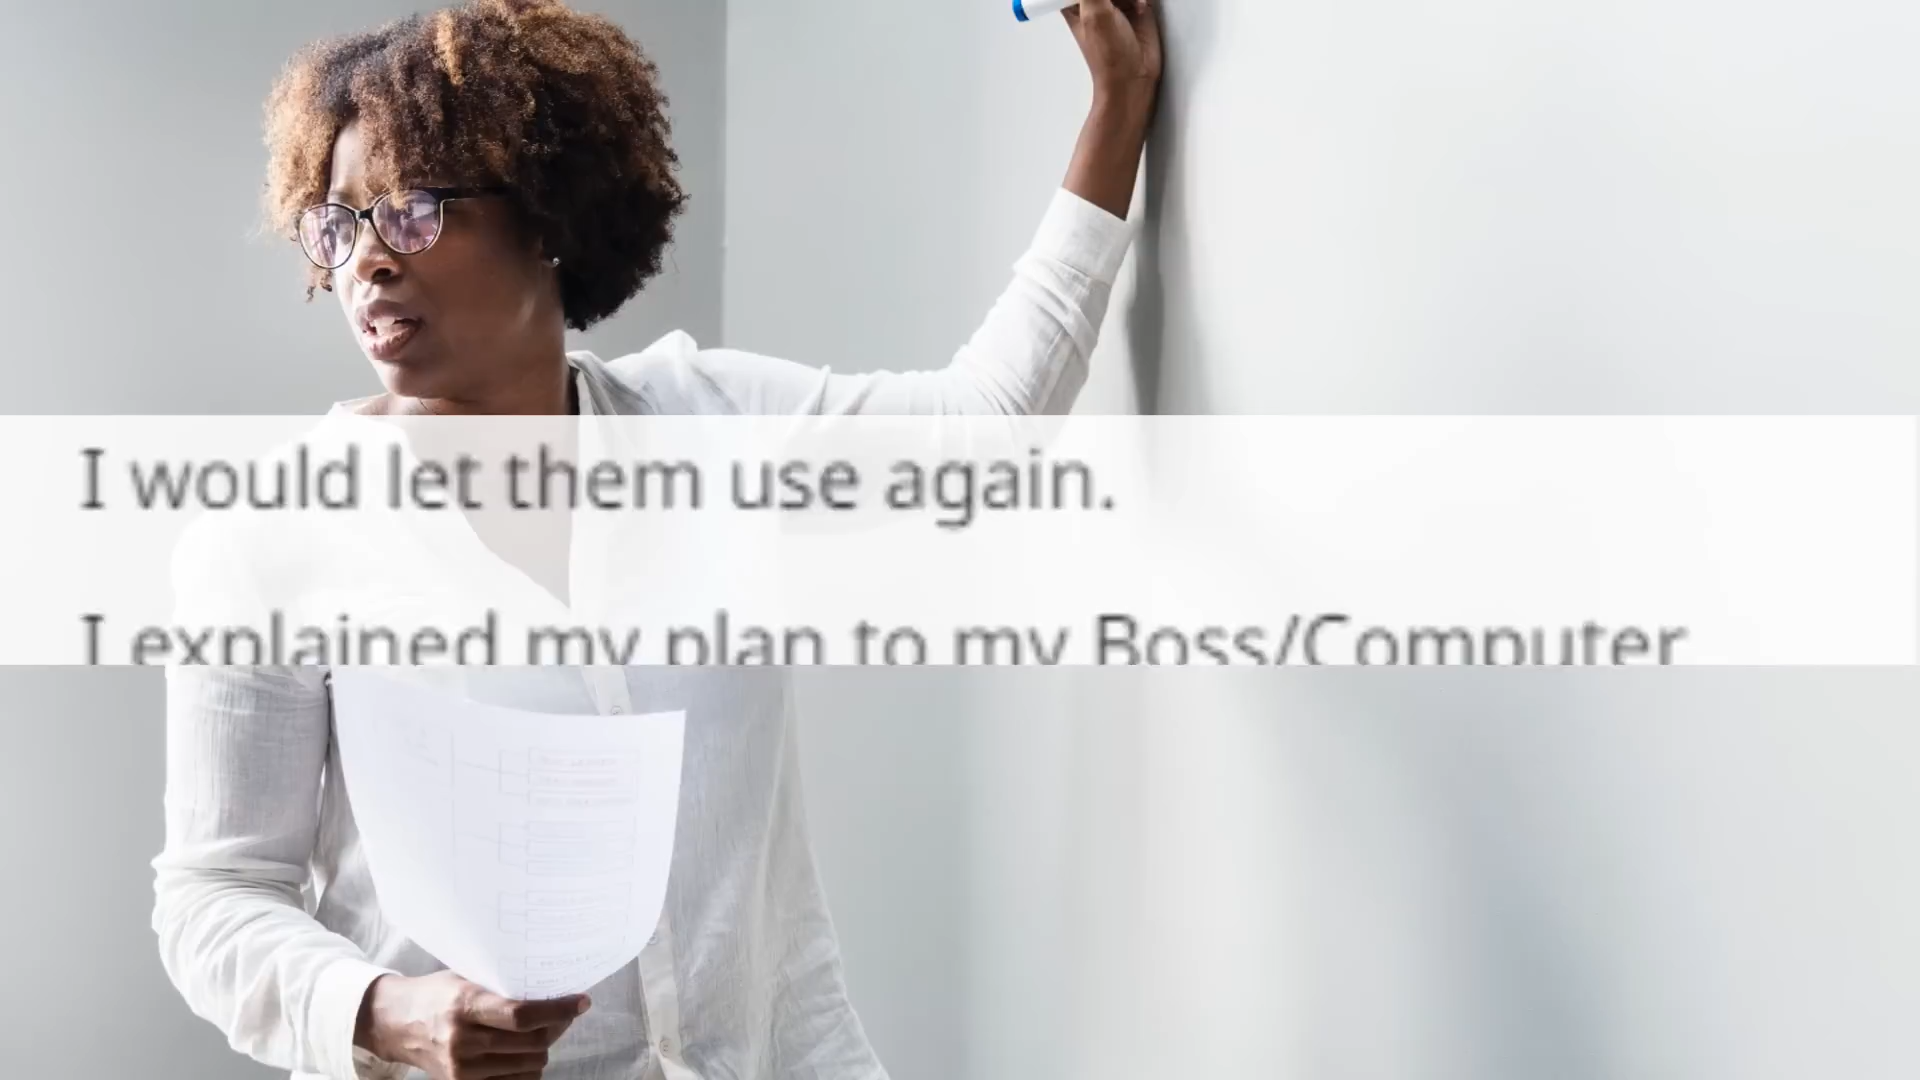 I would let them use again.
I explained my plan to my Boss/Computer